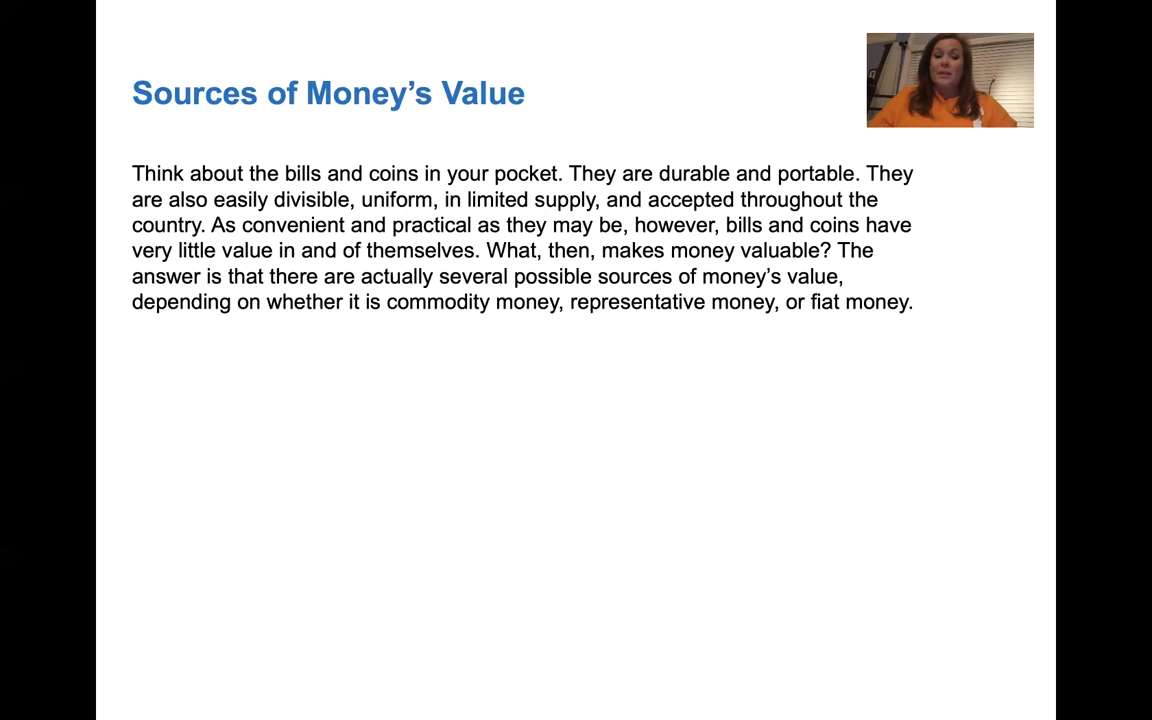 Sources of Money’s Value
Think about the bills and coins in your pocket. They are durable and portable. They
are also easily divisible, uniform, in limited supply, and accepted throughout the
country. As convenient and practical as they may be, however, bills and coins have
very little value in and of themselves. What, then, makes money valuable? The
answer is that there are actually several possible sources of money’s value,
depending on whether it is commodity money, representative money, or fiat money.